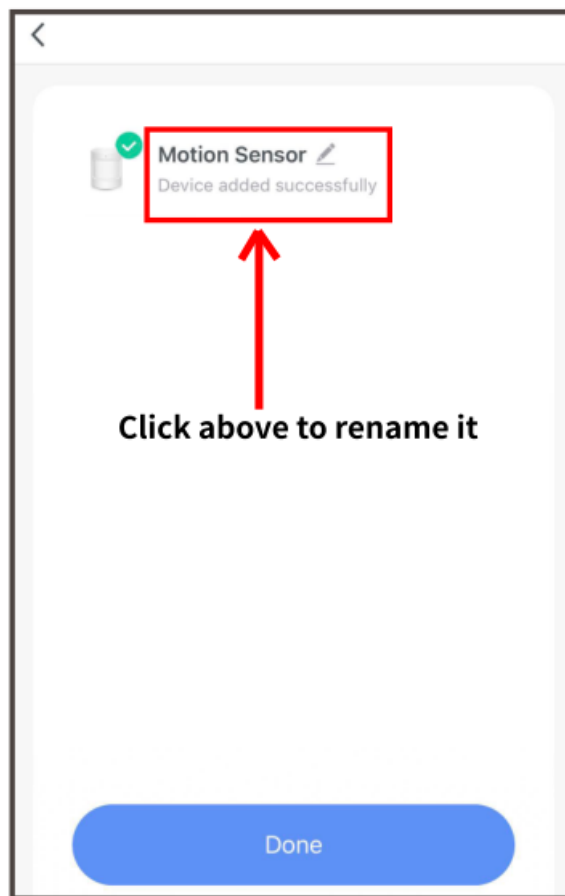 Motion Sensor
Device added successfully
Click above to rename it
Done